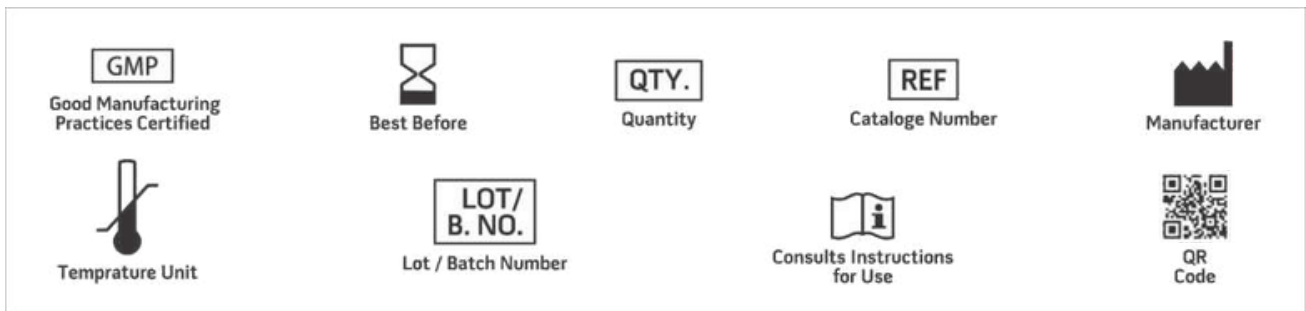 GMP
Good Manufacturing
Practices Certified
Best Before
QTY.
Quantity
REF
Cataloge Number
Manufacturer
Temprature Unit
LOT/
B. NO.
Lot / Batch Number
i
Consults Instructions
for Use
QR
Code